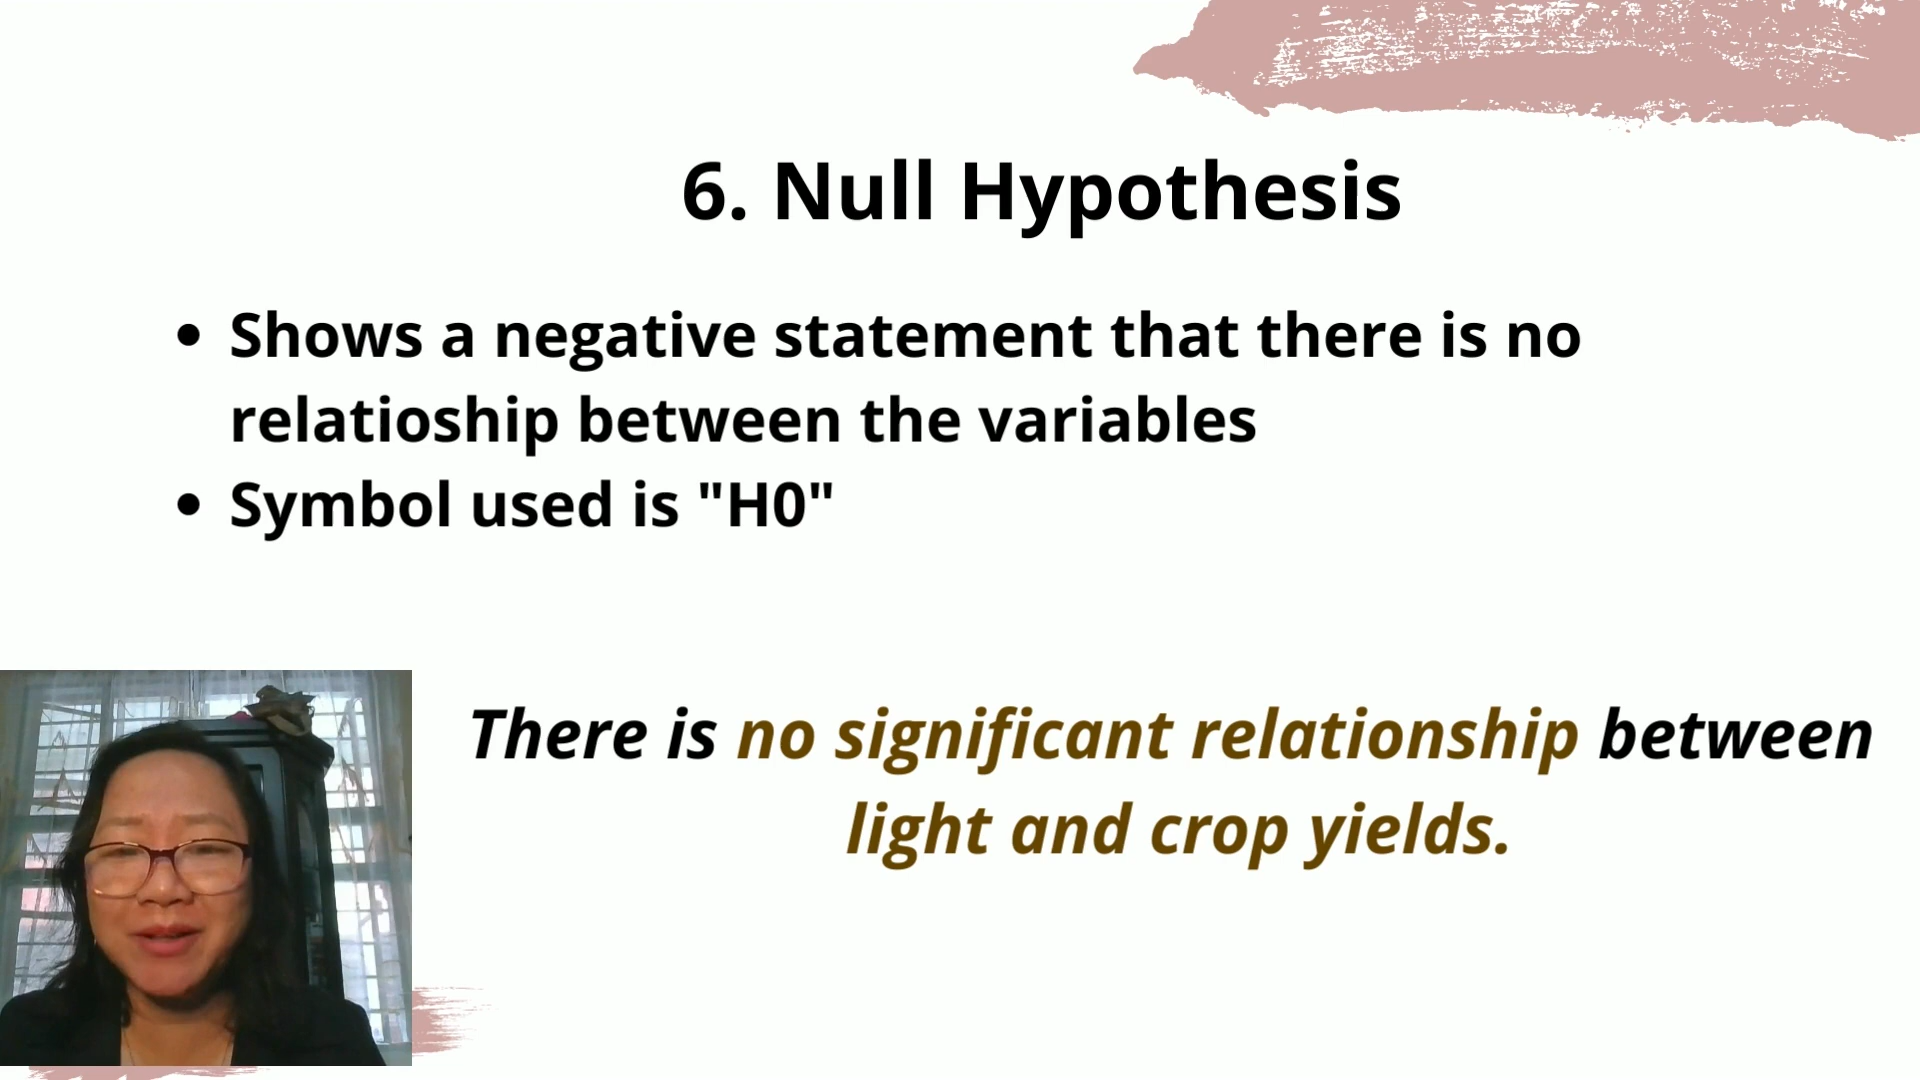 6. Null Hypothesis
• Shows a negative statement that there is no
relatioship between the variables
• Symbol used is "H0"
There is no significant relationship between
light and crop yields.